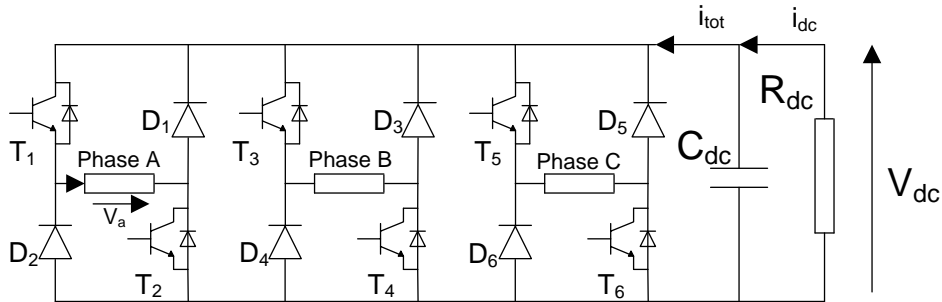 i_tot
i_dc
R_dc
T_1
D_1
T_3
D_3
T_5
D_5
C_dc
Phase A
Phase B
Phase C
V_dc
V_a
D_2
T_2
D_4
T_4
D_6
T_6